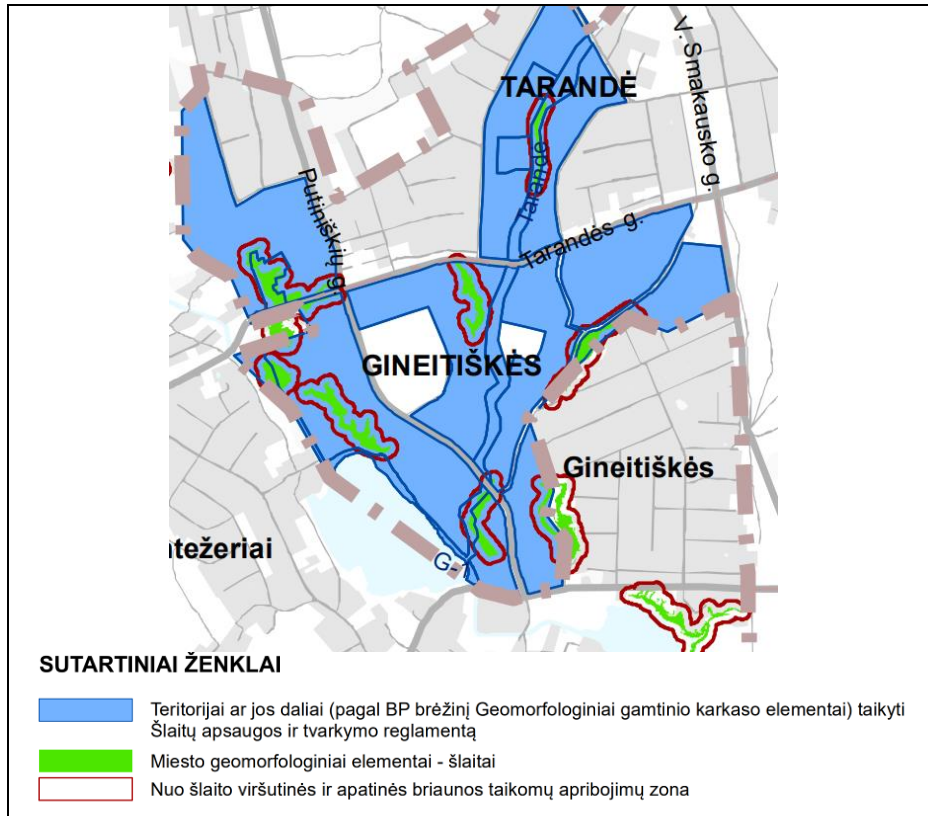 TARANDĖ
V. Smakausko g.
Putiniškių g.
Tarandė
Tarandės g.
GINEITIŠKĖS
Gineitiškės
itežeriai
G-1
SUTARTINIAI ŽENKLAI
Teritorijai ar jos daliai (pagal BP brėžinį Geomorfologiniai gamtinio karkaso elementai) taikyti
Šlaitų apsaugos ir tvarkymo reglamentą
Miesto geomorfologiniai elementai - šlaitai
Nuo šlaito viršutinės ir apatinės briaunos taikomų apribojimų zona